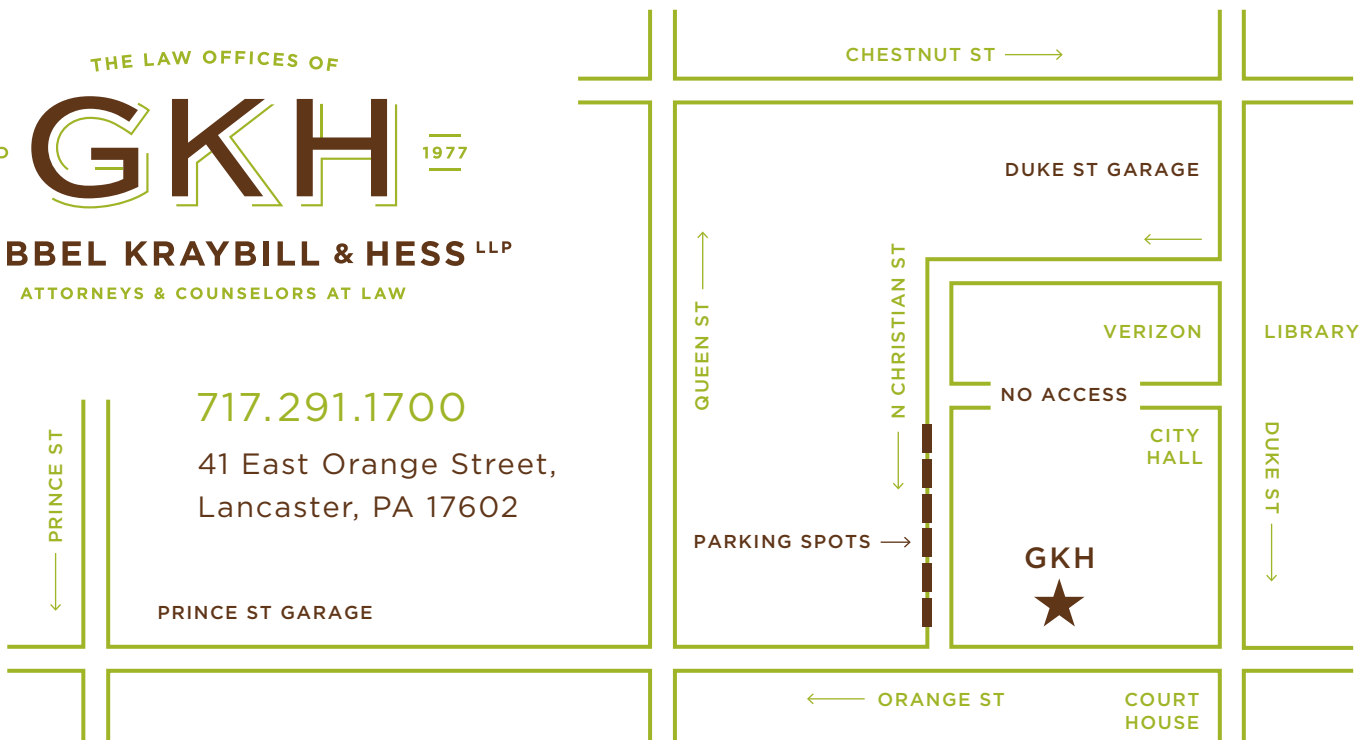 THE LAW OFFICES OF
GKH
1977
BBEL KRAYBILL & HESS LLP
ATTORNEYS & COUNSELORS AT LAW
717.291.1700
41 East Orange Street,
Lancaster, PA 17602
PRINCE ST
PRINCE ST GARAGE
CHESTNUT ST
DUKE ST GARAGE
QUEEN ST
N CHRISTIAN ST
VERIZON
LIBRARY
NO ACCESS
CITY
HALL
DUKE ST
PARKING SPOTS
GKH
ORANGE ST
COURT
HOUSE